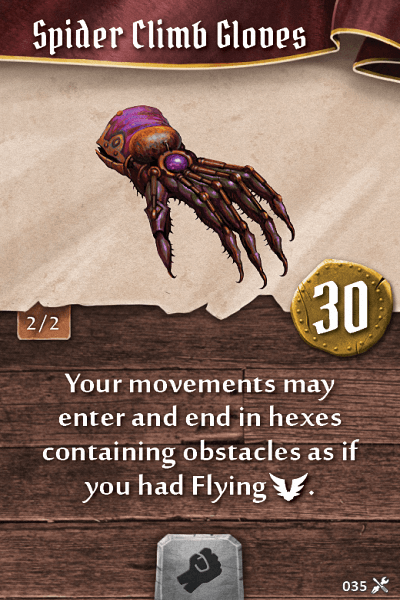 Spider Climb Gloves
2/2
30
Your movements may
enter and end in hexes
containing obstacles as if
you had Flying .
035